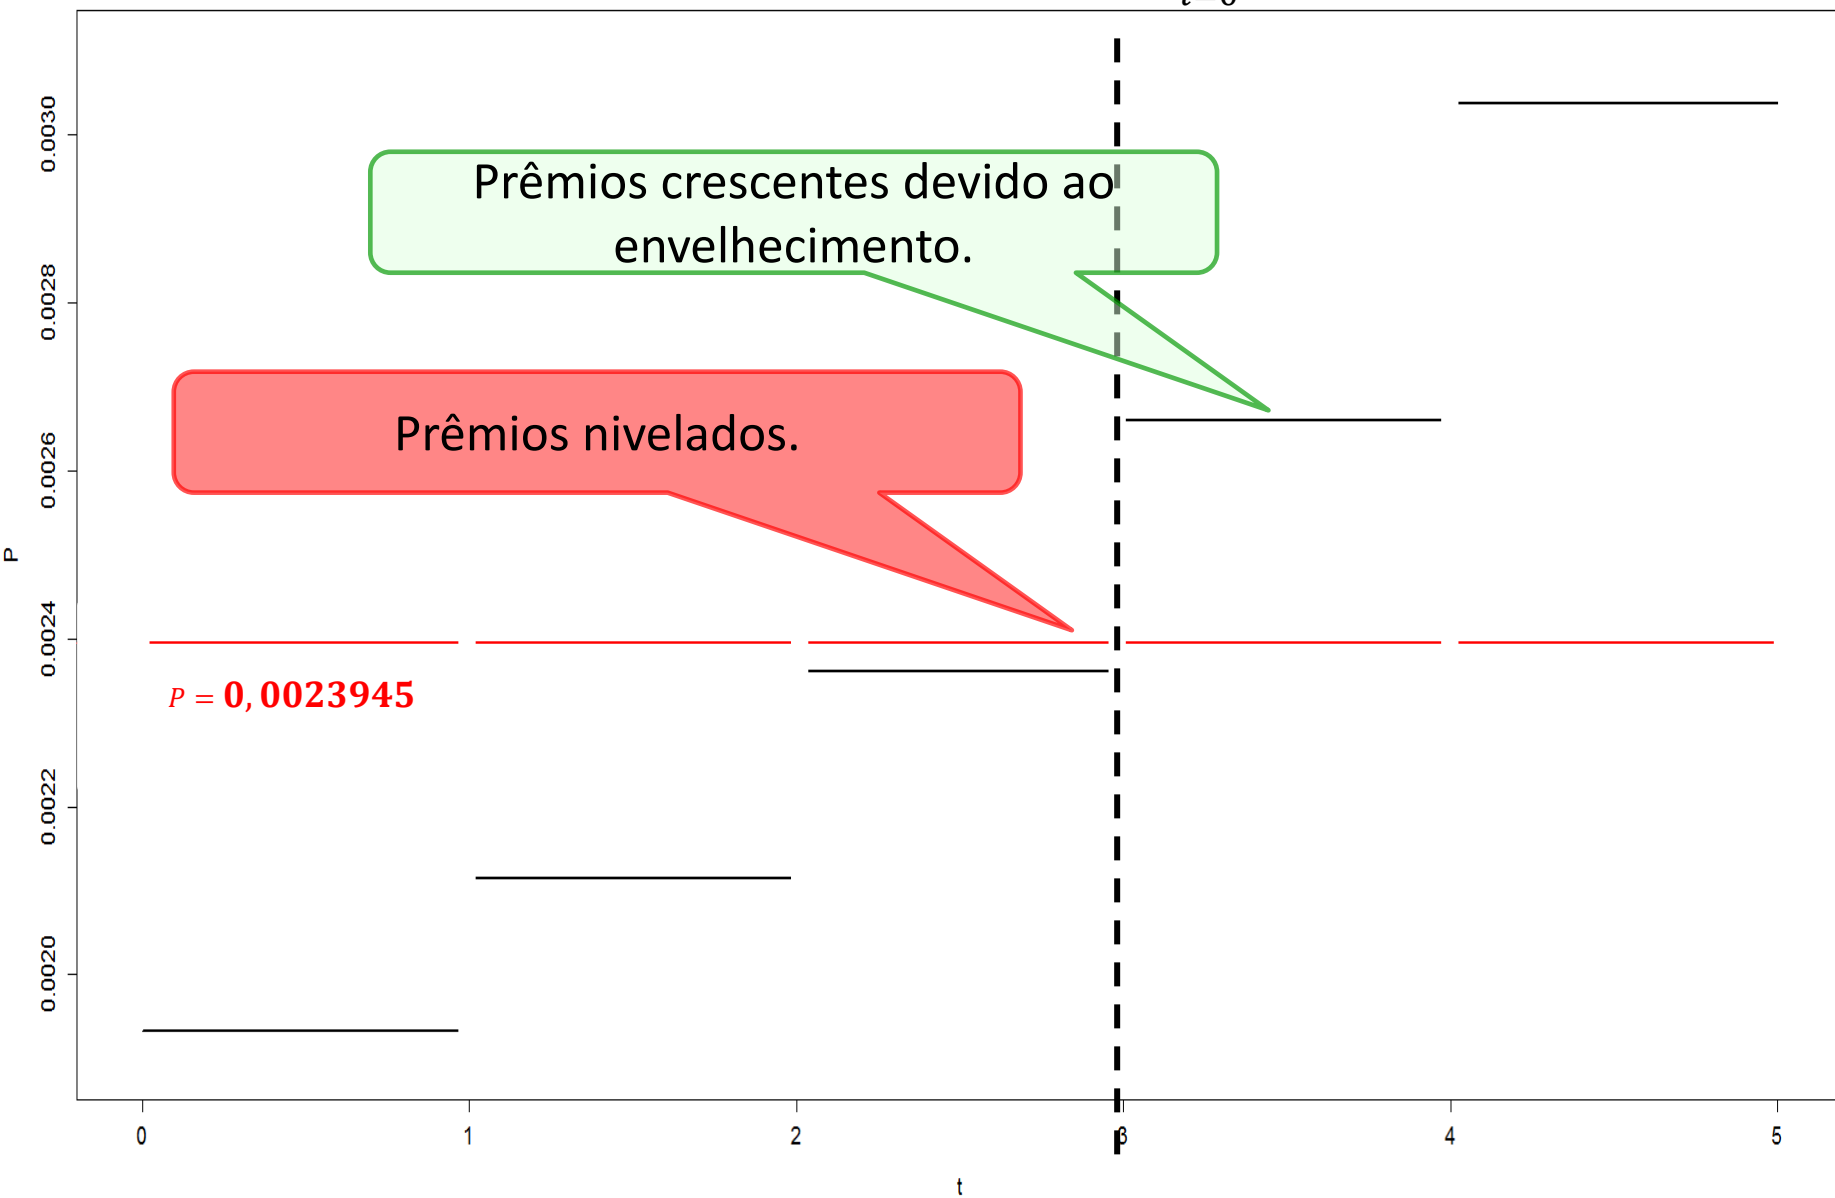 0.0030
Prêmios crescentes devido ao
envelhecimento.
0.0028
Prêmios nivelados.
0.0026
P
0.0024
P = 0,0023945
0.0022
0.0020
0 1 2 3 4 5
t